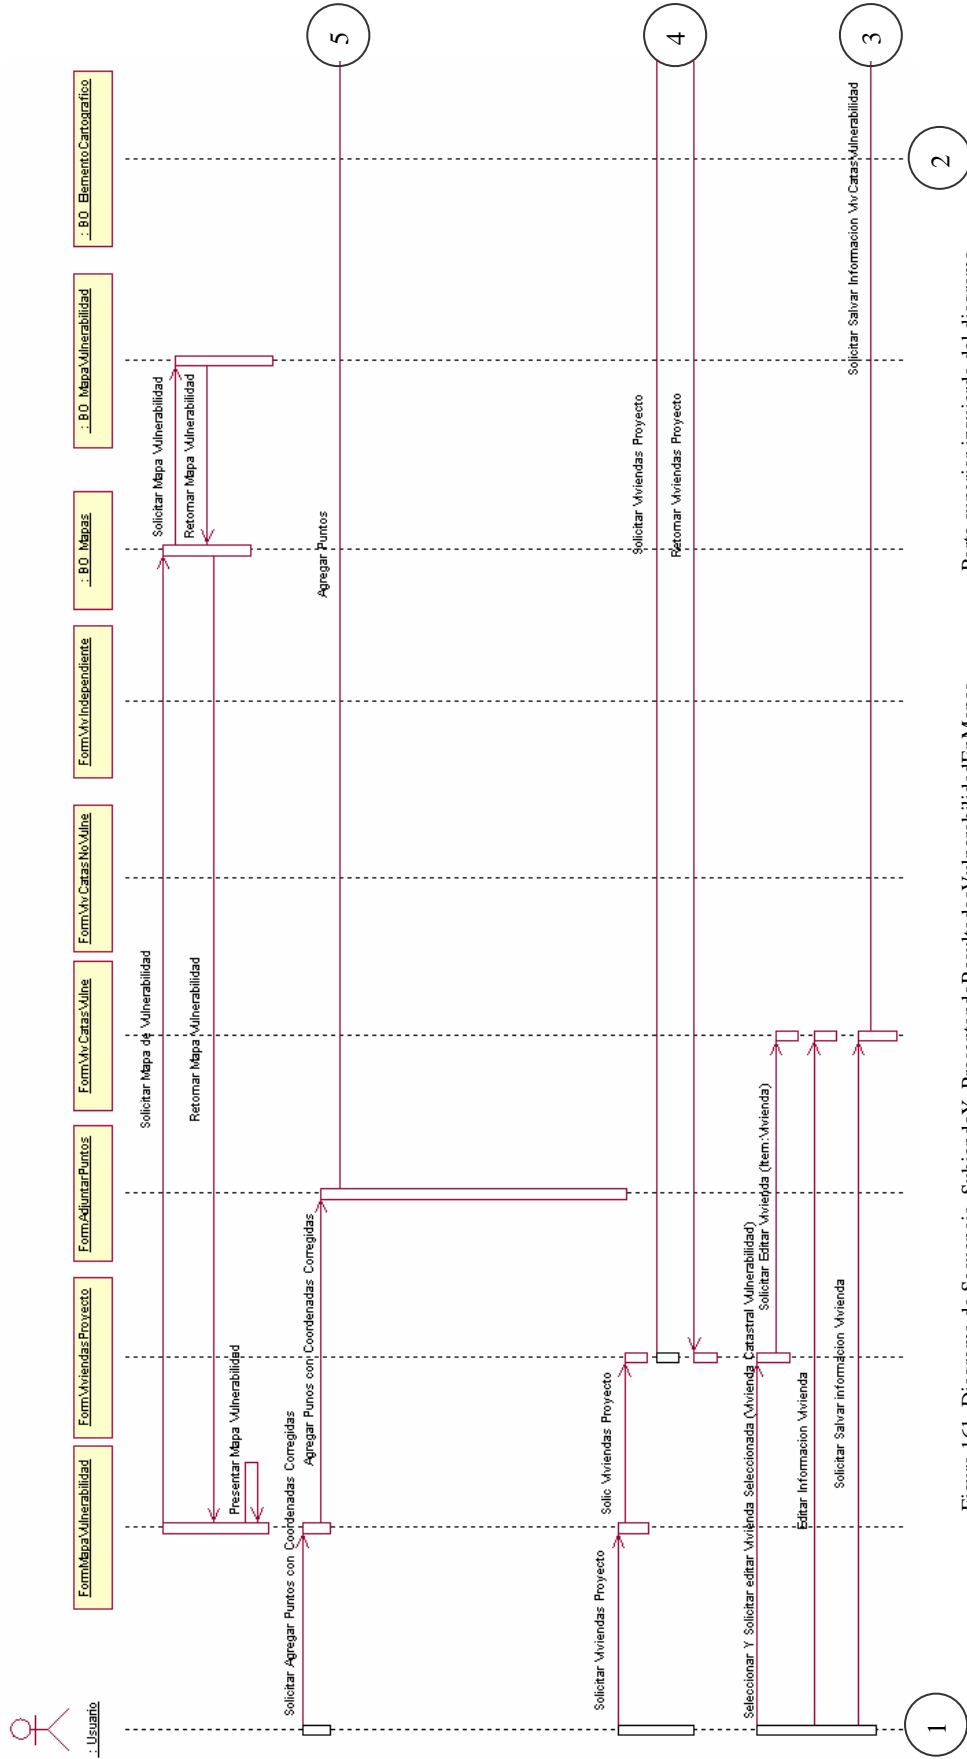 : Usuario
FormMapaVulnerabilidad
FormViviendasProyecto
FormAdjuntarPuntos
FormVivCatasVulne
FormVivCatasNoVulne
FormVivIndependiente
: BO_Mapas
: BO_MapaVulnerabilidad
: BO_ElementoCartografico
Solicitar Mapa de Vulnerabilidad
Solicitar Mapa Vulnerabilidad
Retornar Mapa Vulnerabilidad
Retornar Mapa Vulnerabilidad
Presentar Mapa Vulnerabilidad
Solicitar Agregar Puntos con Coordenadas Corregidas
Agregar Punos con Coordenadas Corregidas
Agregar Puntos
5
Solicitar Viviendas Proyecto
Solic Viviendas Proyecto
Solicitar Viviendas Proyecto
Retornar Viviendas Proyecto
4
Seleccionar Y Solicitar editar Vivienda Seleccionada (Vivienda Catastral Vulnerabilidad)
Solicitar Editar Vivienda (Item:Vivienda)
Editar Informacion Vivienda
Solicitar Salvar informacion Vivienda
Solicitar Salvar Informacion VivCatasVulnerabilidad
3
1
2